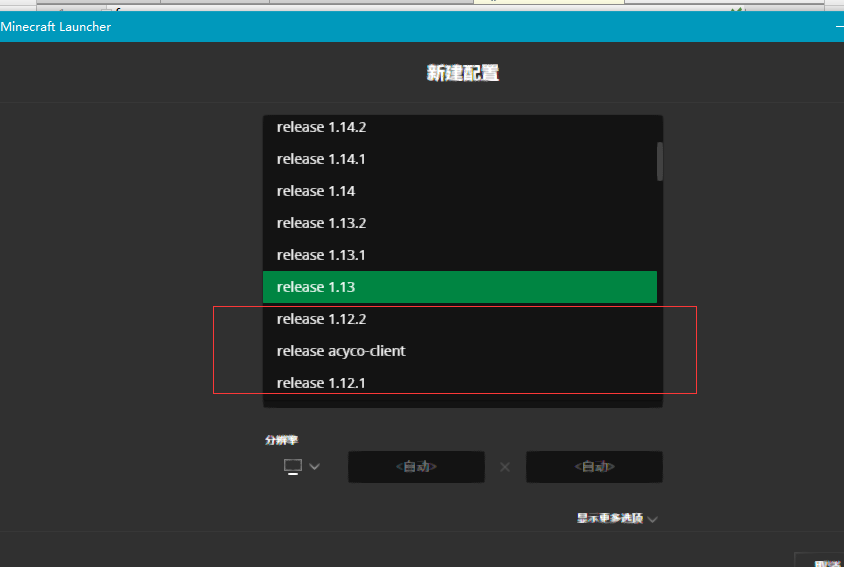 Minecraft Launcher
新建配置
release 1.14.2
release 1.14.1
release 1.14
release 1.13.2
release 1.13.1
release 1.13
release 1.12.2
release acyco-client
release 1.12.1
分辨率
<自动> × <自动>
显示更多选项